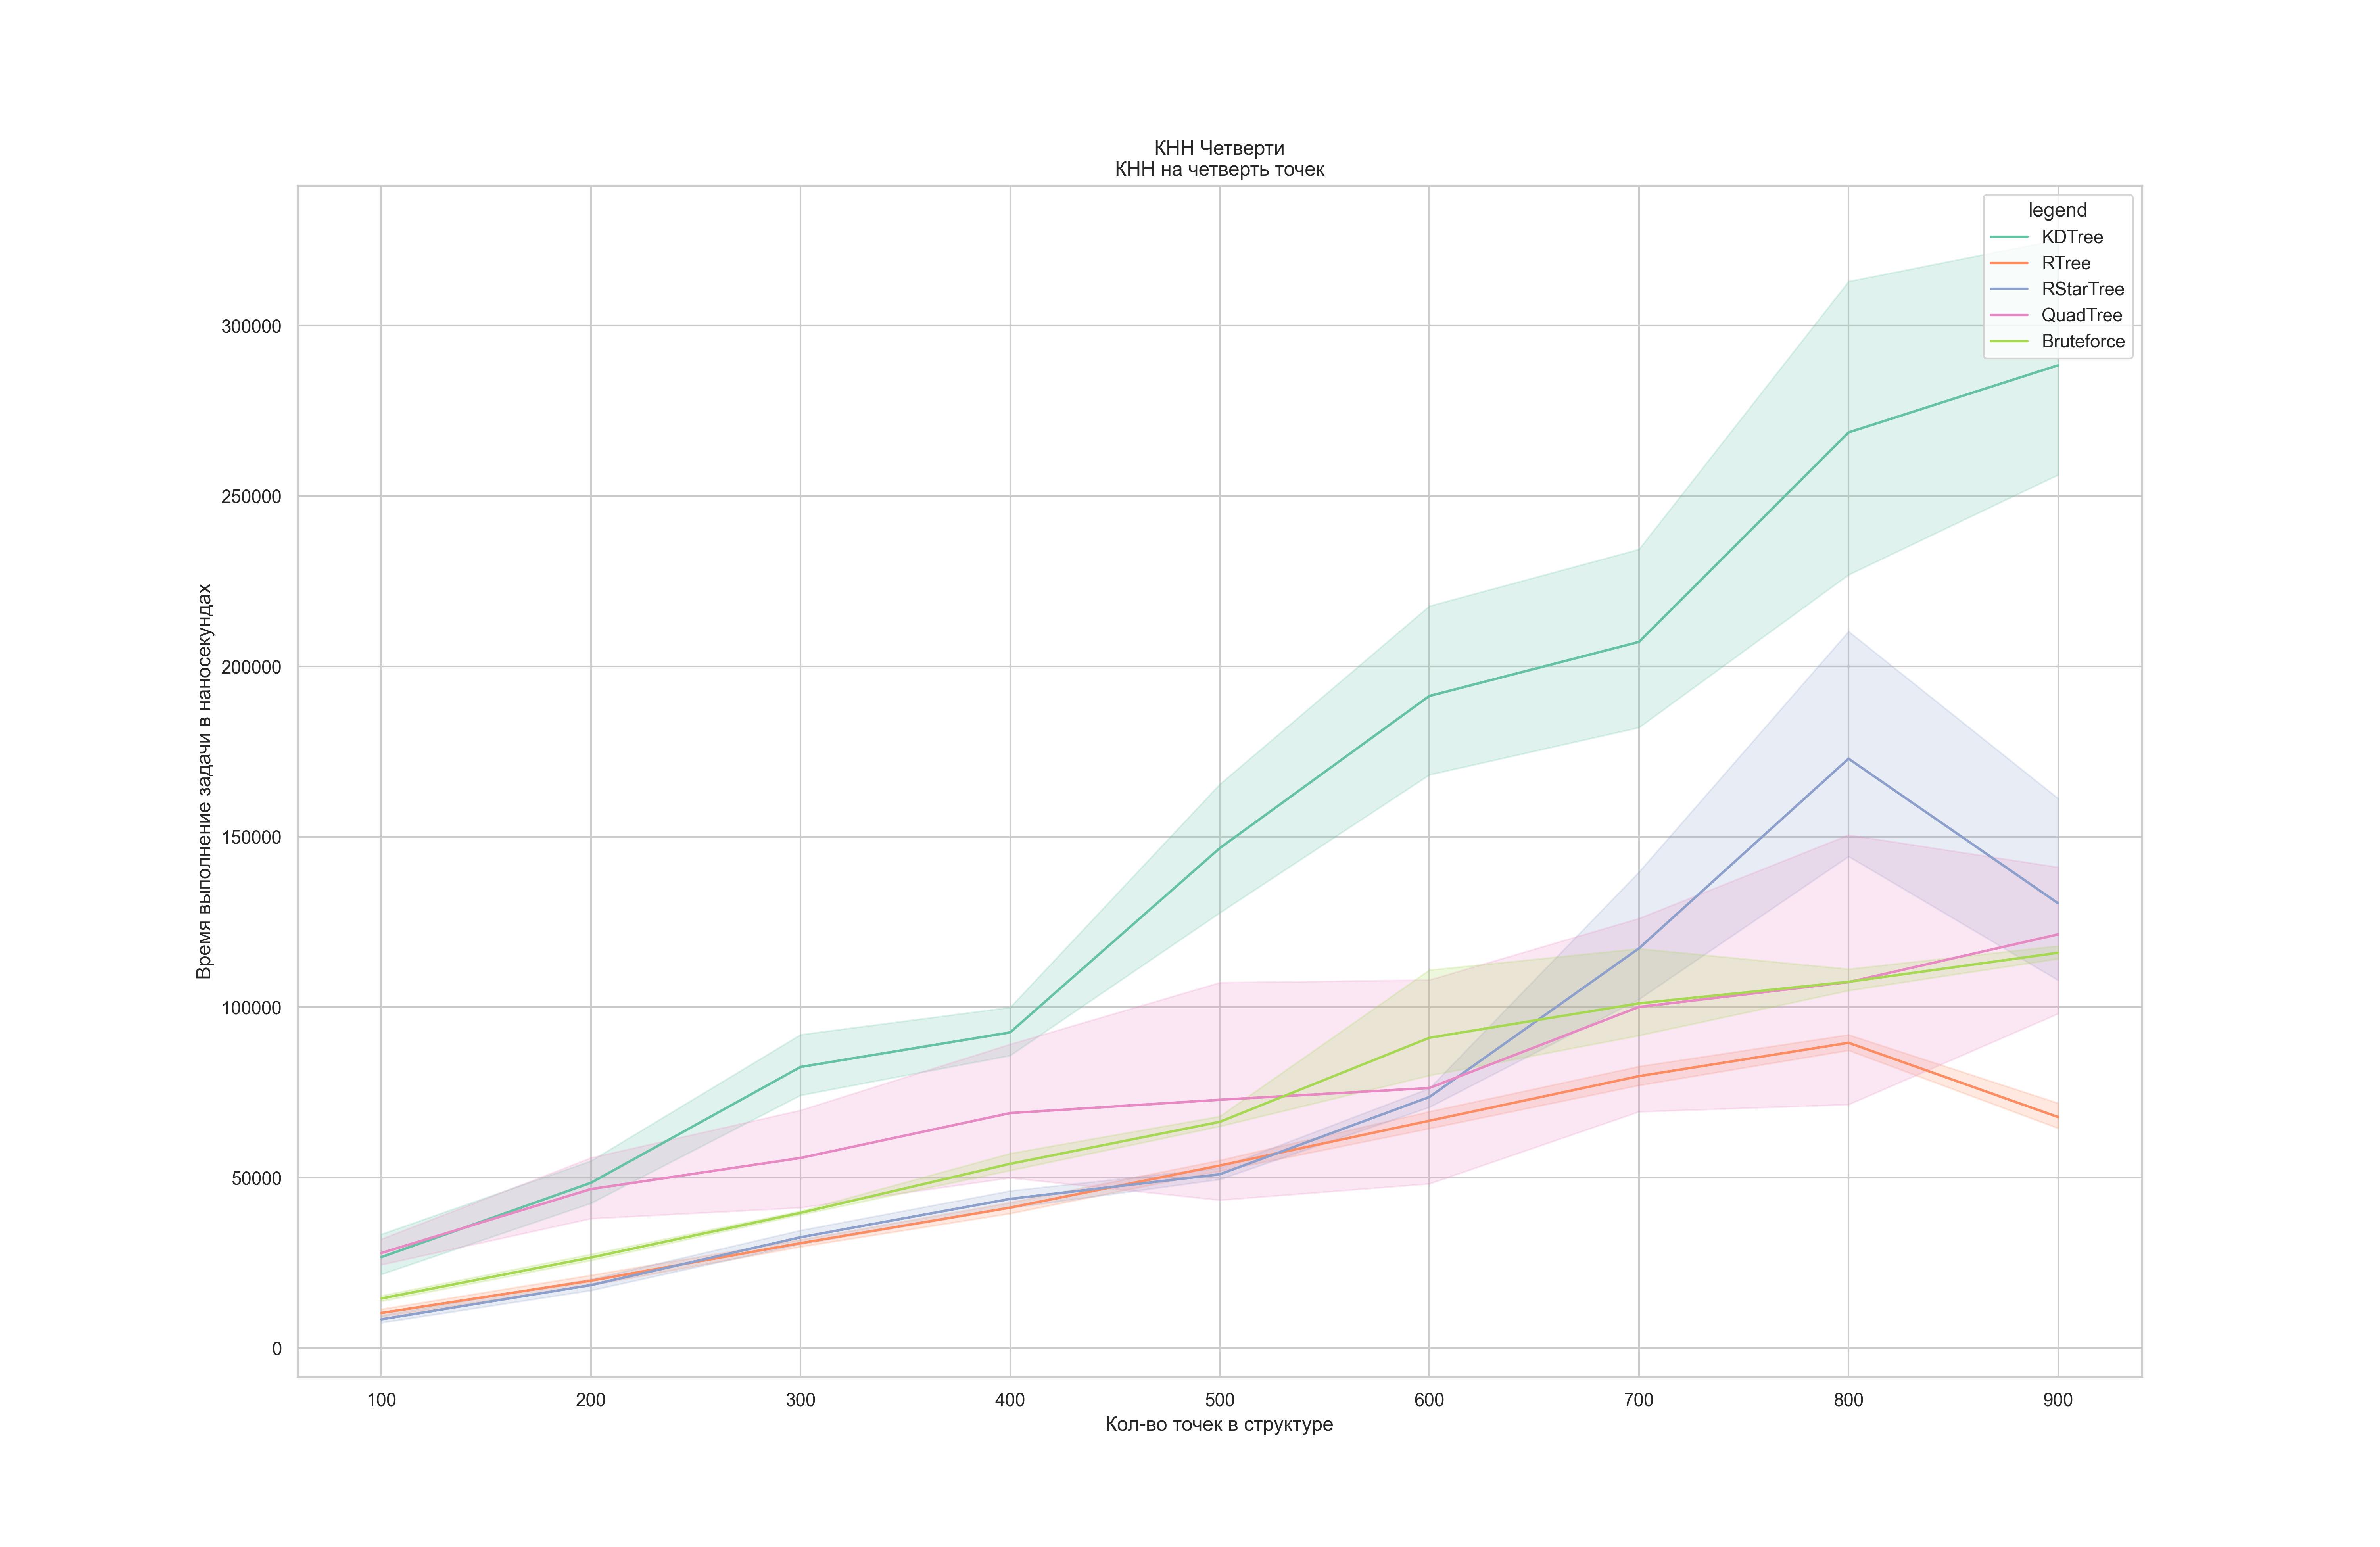 КНН Четверти
КНН на четверть точек
legend
KDTree
RTree
RStarTree
QuadTree
Bruteforce
Время выполнение задачи в наносекундах
300000
250000
200000
150000
100000
50000
0
100 200 300 400 500 600 700 800 900
Кол-во точек в структуре